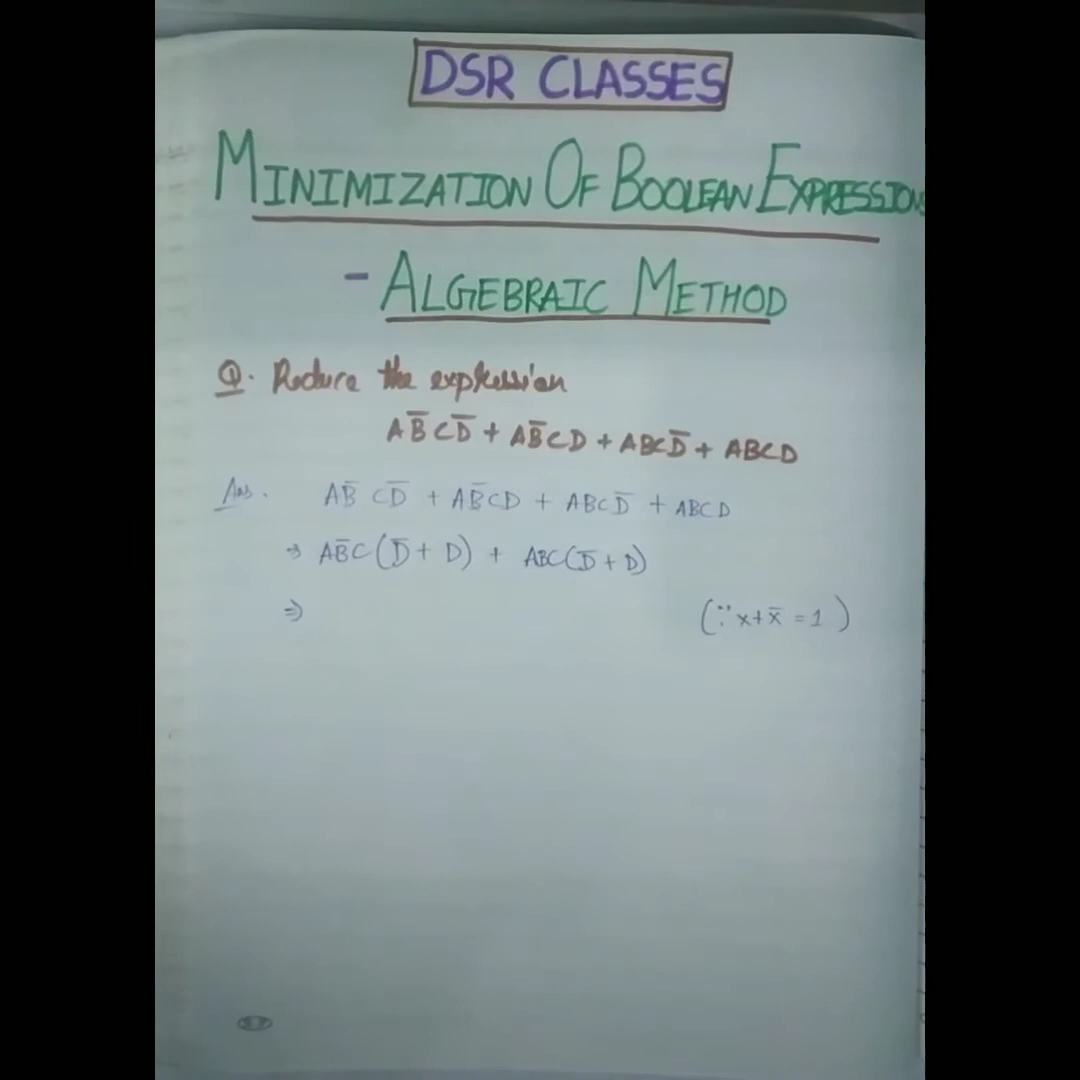 DSR CLASSES
MINIMIZATION OF BOOLEAN EXPRESSIONS
- ALGEBRAIC METHOD
Q. Reduce the expression
AB̅CD̅ + AB̅CD + ABCD̅ + ABCD
Ans. AB̅CD̅ + AB̅CD + ABCD̅ + ABCD
⇒ AB̅C(D̅ + D) + ABC(D̅ + D)
⇒ (∵ x + x̅ = 1)